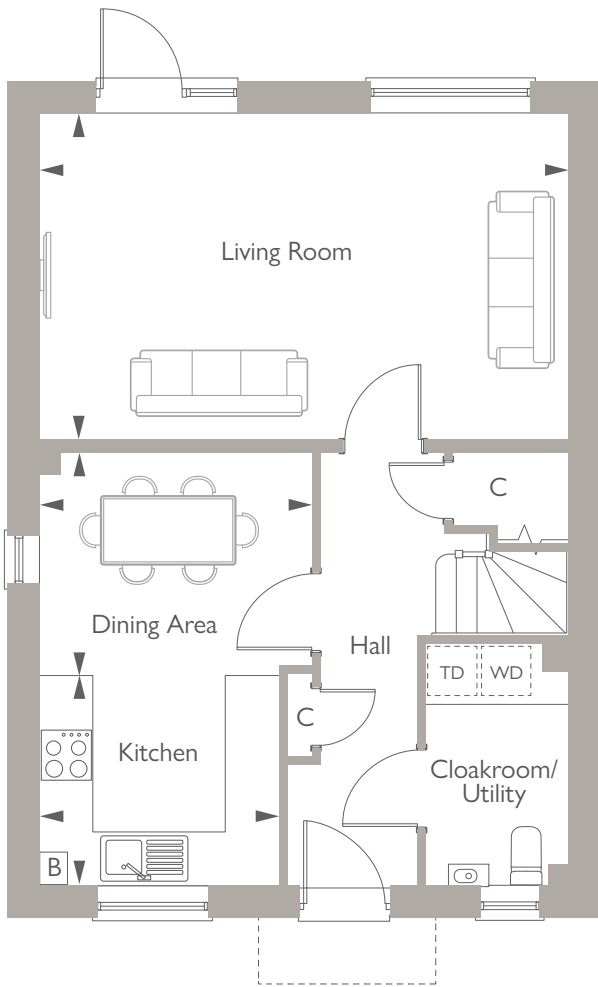 Living Room
C
Dining Area
Hall
TD
WD
C
Kitchen
Cloakroom/
Utility
B